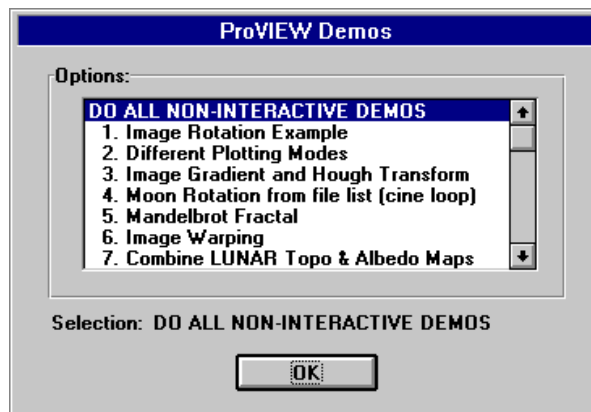 ProVIEW Demos
Options:
DO ALL NON-INTERACTIVE DEMOS
1. Image Rotation Example
2. Different Plotting Modes
3. Image Gradient and Hough Transform
4. Moon Rotation from file list (cine loop)
5. Mandelbrot Fractal
6. Image Warping
7. Combine LUNAR Topo & Albedo Maps
Selection: DO ALL NON-INTERACTIVE DEMOS
OK